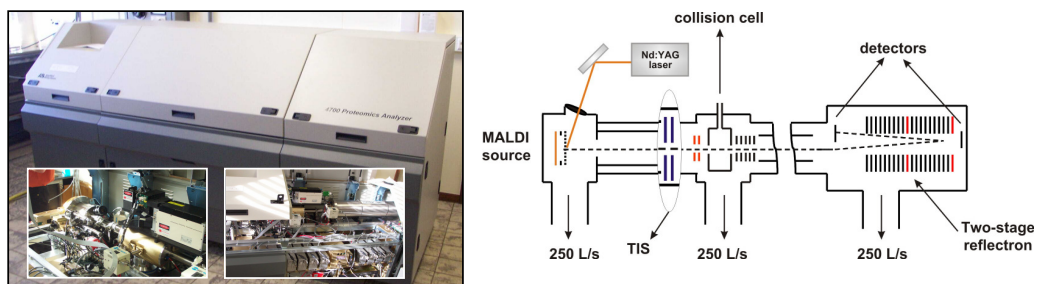 4700 Proteomics Analyzer
collision cell
Nd:YAG
laser
detectors
MALDI
source
TIS
Two-stage
reflectron
250 L/s
250 L/s
250 L/s